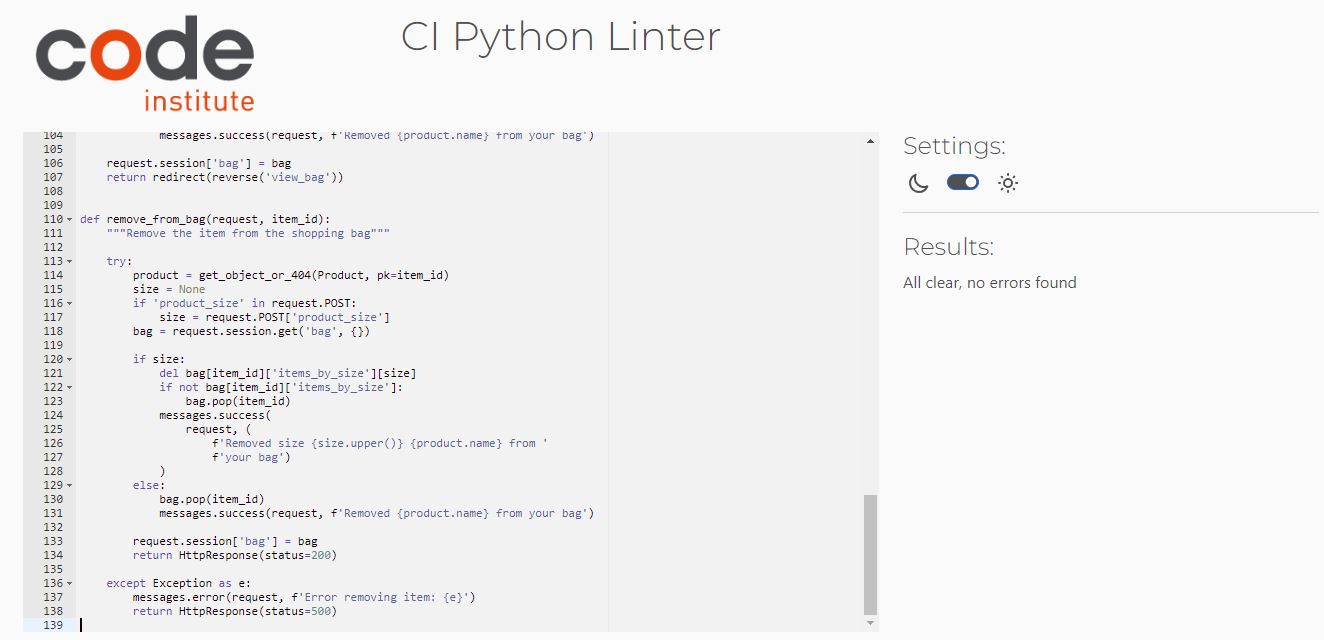 code
institute
CI Python Linter
104                 messages.success(request, f'Removed {product.name} from your bag')
105
106         request.session['bag'] = bag
107         return redirect(reverse('view_bag'))
108
109
110 def remove_from_bag(request, item_id):
111     """Remove the item from the shopping bag"""
112
113     try:
114         product = get_object_or_404(Product, pk=item_id)
115         size = None
116         if 'product_size' in request.POST:
117             size = request.POST['product_size']
118         bag = request.session.get('bag', {})
119
120         if size:
121             del bag[item_id]['items_by_size'][size]
122             if not bag[item_id]['items_by_size']:
123                 bag.pop(item_id)
124             messages.success(
125                 request, (
126                     f'Removed size {size.upper()} {product.name} from '
127                     f'your bag')
128             )
129         else:
130             bag.pop(item_id)
131             messages.success(request, f'Removed {product.name} from your bag')
132
133         request.session['bag'] = bag
134         return HttpResponse(status=200)
135
136     except Exception as e:
137         messages.error(request, f'Error removing item: {e}')
138         return HttpResponse(status=500)
139
Settings:
Results:
All clear, no errors found